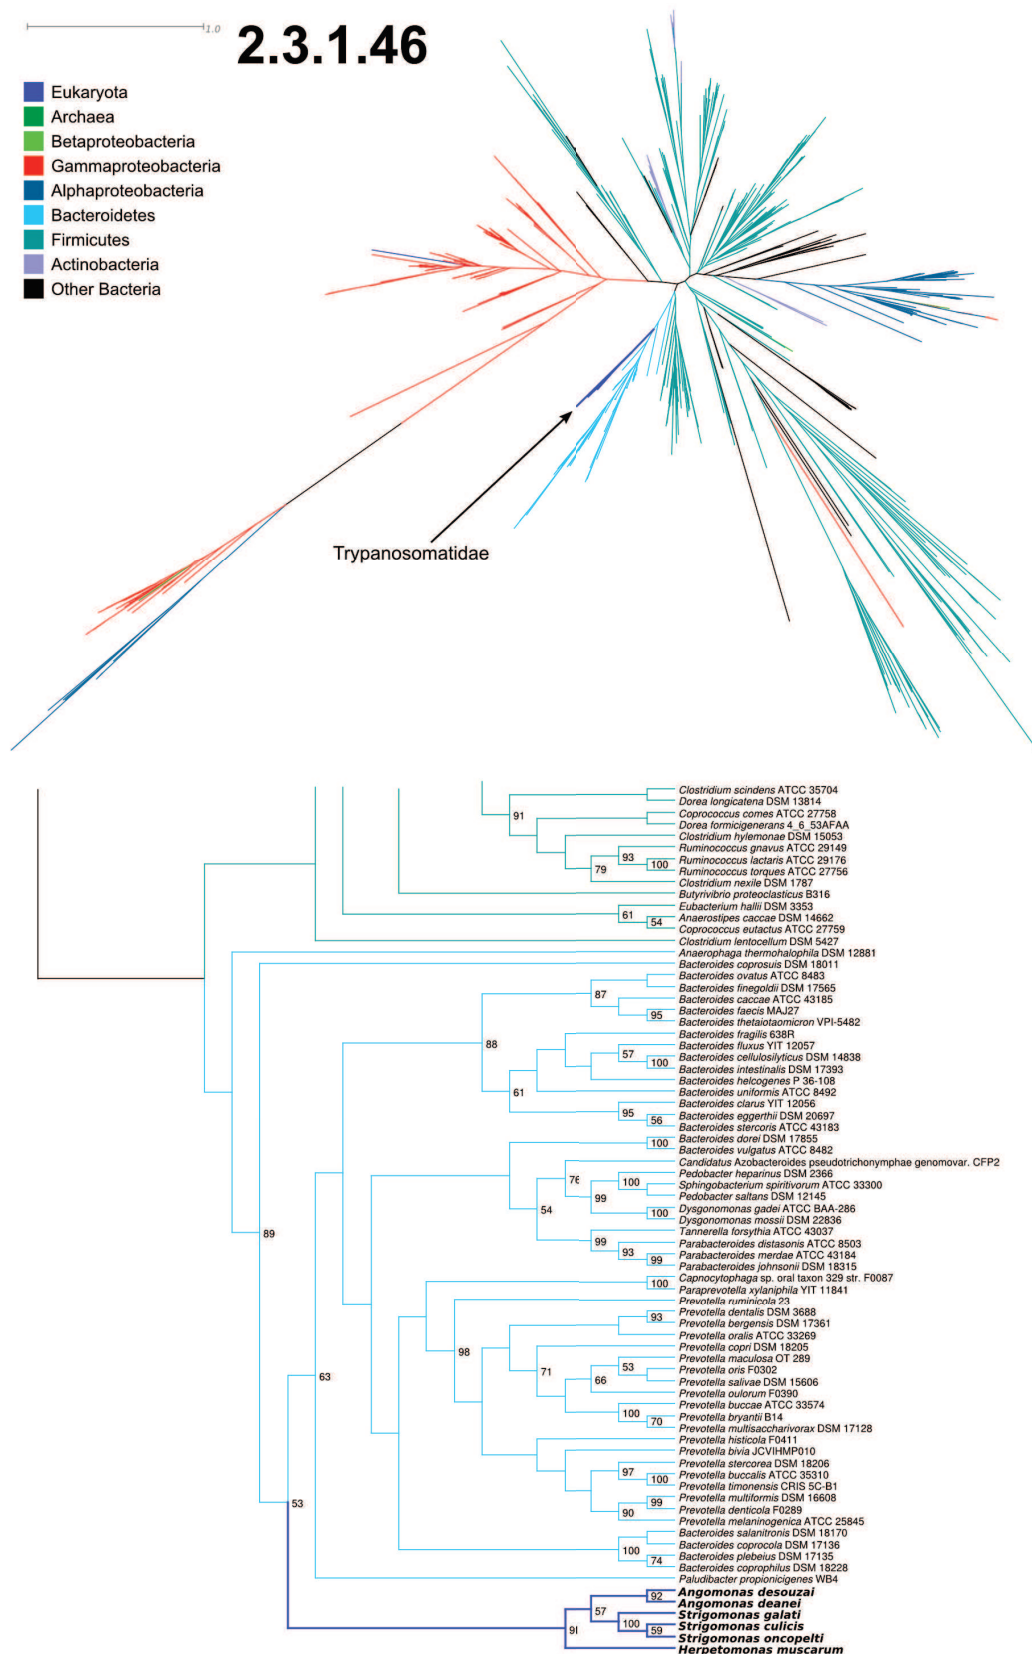 1.0
2.3.1.46
Eukaryota
Archaea
Betaproteobacteria
Gammaproteobacteria
Alphaproteobacteria
Bacteroidetes
Firmicutes
Actinobacteria
Other Bacteria
Trypanosomatidae
Clostridium scindens ATCC 35704
Dorea longicatena DSM 13814
91
Coprococcus comes ATCC 27758
Dorea formicigenerans 4_6_53AFAA
Clostridium hylemonae DSM 15053
Ruminococcus gnavus ATCC 29149
93
Ruminococcus lactaris ATCC 29176
100
79
Ruminococcus torques ATCC 27756
Clostridium nexile DSM 1787
Butyrivibrio proteoclasticus B316
Eubacterium hallii DSM 3353
61
Anaerostipes caccae DSM 14662
54
Coprococcus eutactus ATCC 27759
Clostridium lentocellum DSM 5427
Anaerophaga thermohalophila DSM 12881
Bacteroides coprosuis DSM 18011
Bacteroides ovatus ATCC 8483
Bacteroides finegoldii DSM 17565
87
Bacteroides caccae ATCC 43185
Bacteroides faecis MAJ27
95
Bacteroides thetaiotaomicron VPI-5482
Bacteroides fragilis 638R
88
Bacteroides fluxus YIT 12057
57
Bacteroides cellulosilyticus DSM 14838
100
Bacteroides intestinalis DSM 17393
Bacteroides helcogenes P 36-108
61
Bacteroides uniformis ATCC 8492
Bacteroides clarus YIT 12056
95
Bacteroides eggerthii DSM 20697
56
Bacteroides stercoris ATCC 43183
Bacteroides dorei DSM 17855
100
Bacteroides vulgatus ATCC 8482
Candidatus Azobacteroides pseudotrichonymphae genomovar. CFP2
Pedobacter heparinus DSM 2366
76
100
Sphingobacterium spiritivorum ATCC 33300
Pedobacter saltans DSM 12145
99
Dysgonomonas gadei ATCC BAA-286
54
100
Dysgonomonas mossii DSM 22836
Tannerella forsythia ATCC 43037
89
99
Parabacteroides distasonis ATCC 8503
93
Parabacteroides merdae ATCC 43184
99
Parabacteroides johnsonii DSM 18315
Capnocytophaga sp. oral taxon 329 str. F0087
100
Paraprevotella xylaniphila YIT 11841
Prevotella ruminicola 23
Prevotella dentalis DSM 3688
93
Prevotella bergensis DSM 17361
Prevotella oralis ATCC 33269
98
Prevotella copri DSM 18205
Prevotella maculosa OT 289
71
53
Prevotella oris F0302
63
66
Prevotella salivae DSM 15606
Prevotella oulorum F0390
Prevotella buccae ATCC 33574
100
Prevotella bryantii B14
70
Prevotella multisaccharivorax DSM 17128
Prevotella histicola F0411
Prevotella bivia JCVIHMP010
Prevotella stercorea DSM 18206
97
Prevotella buccalis ATCC 35310
100
Prevotella timonensis CRIS 5C-B1
Prevotella multiformis DSM 16608
53
99
Prevotella denticola F0289
90
Prevotella melaninogenica ATCC 25845
Bacteroides salanitronis DSM 18170
Bacteroides coprocola DSM 17136
100
Bacteroides plebeius DSM 17135
74
Bacteroides coprophilus DSM 18228
Paludibacter propionicigenes WB4
Angomonas desouzai
92
Angomonas deanei
57
Strigomonas galati
Strigomonas culicis
100
59
Strigomonas oncopelti
Herpetomonas muscarum